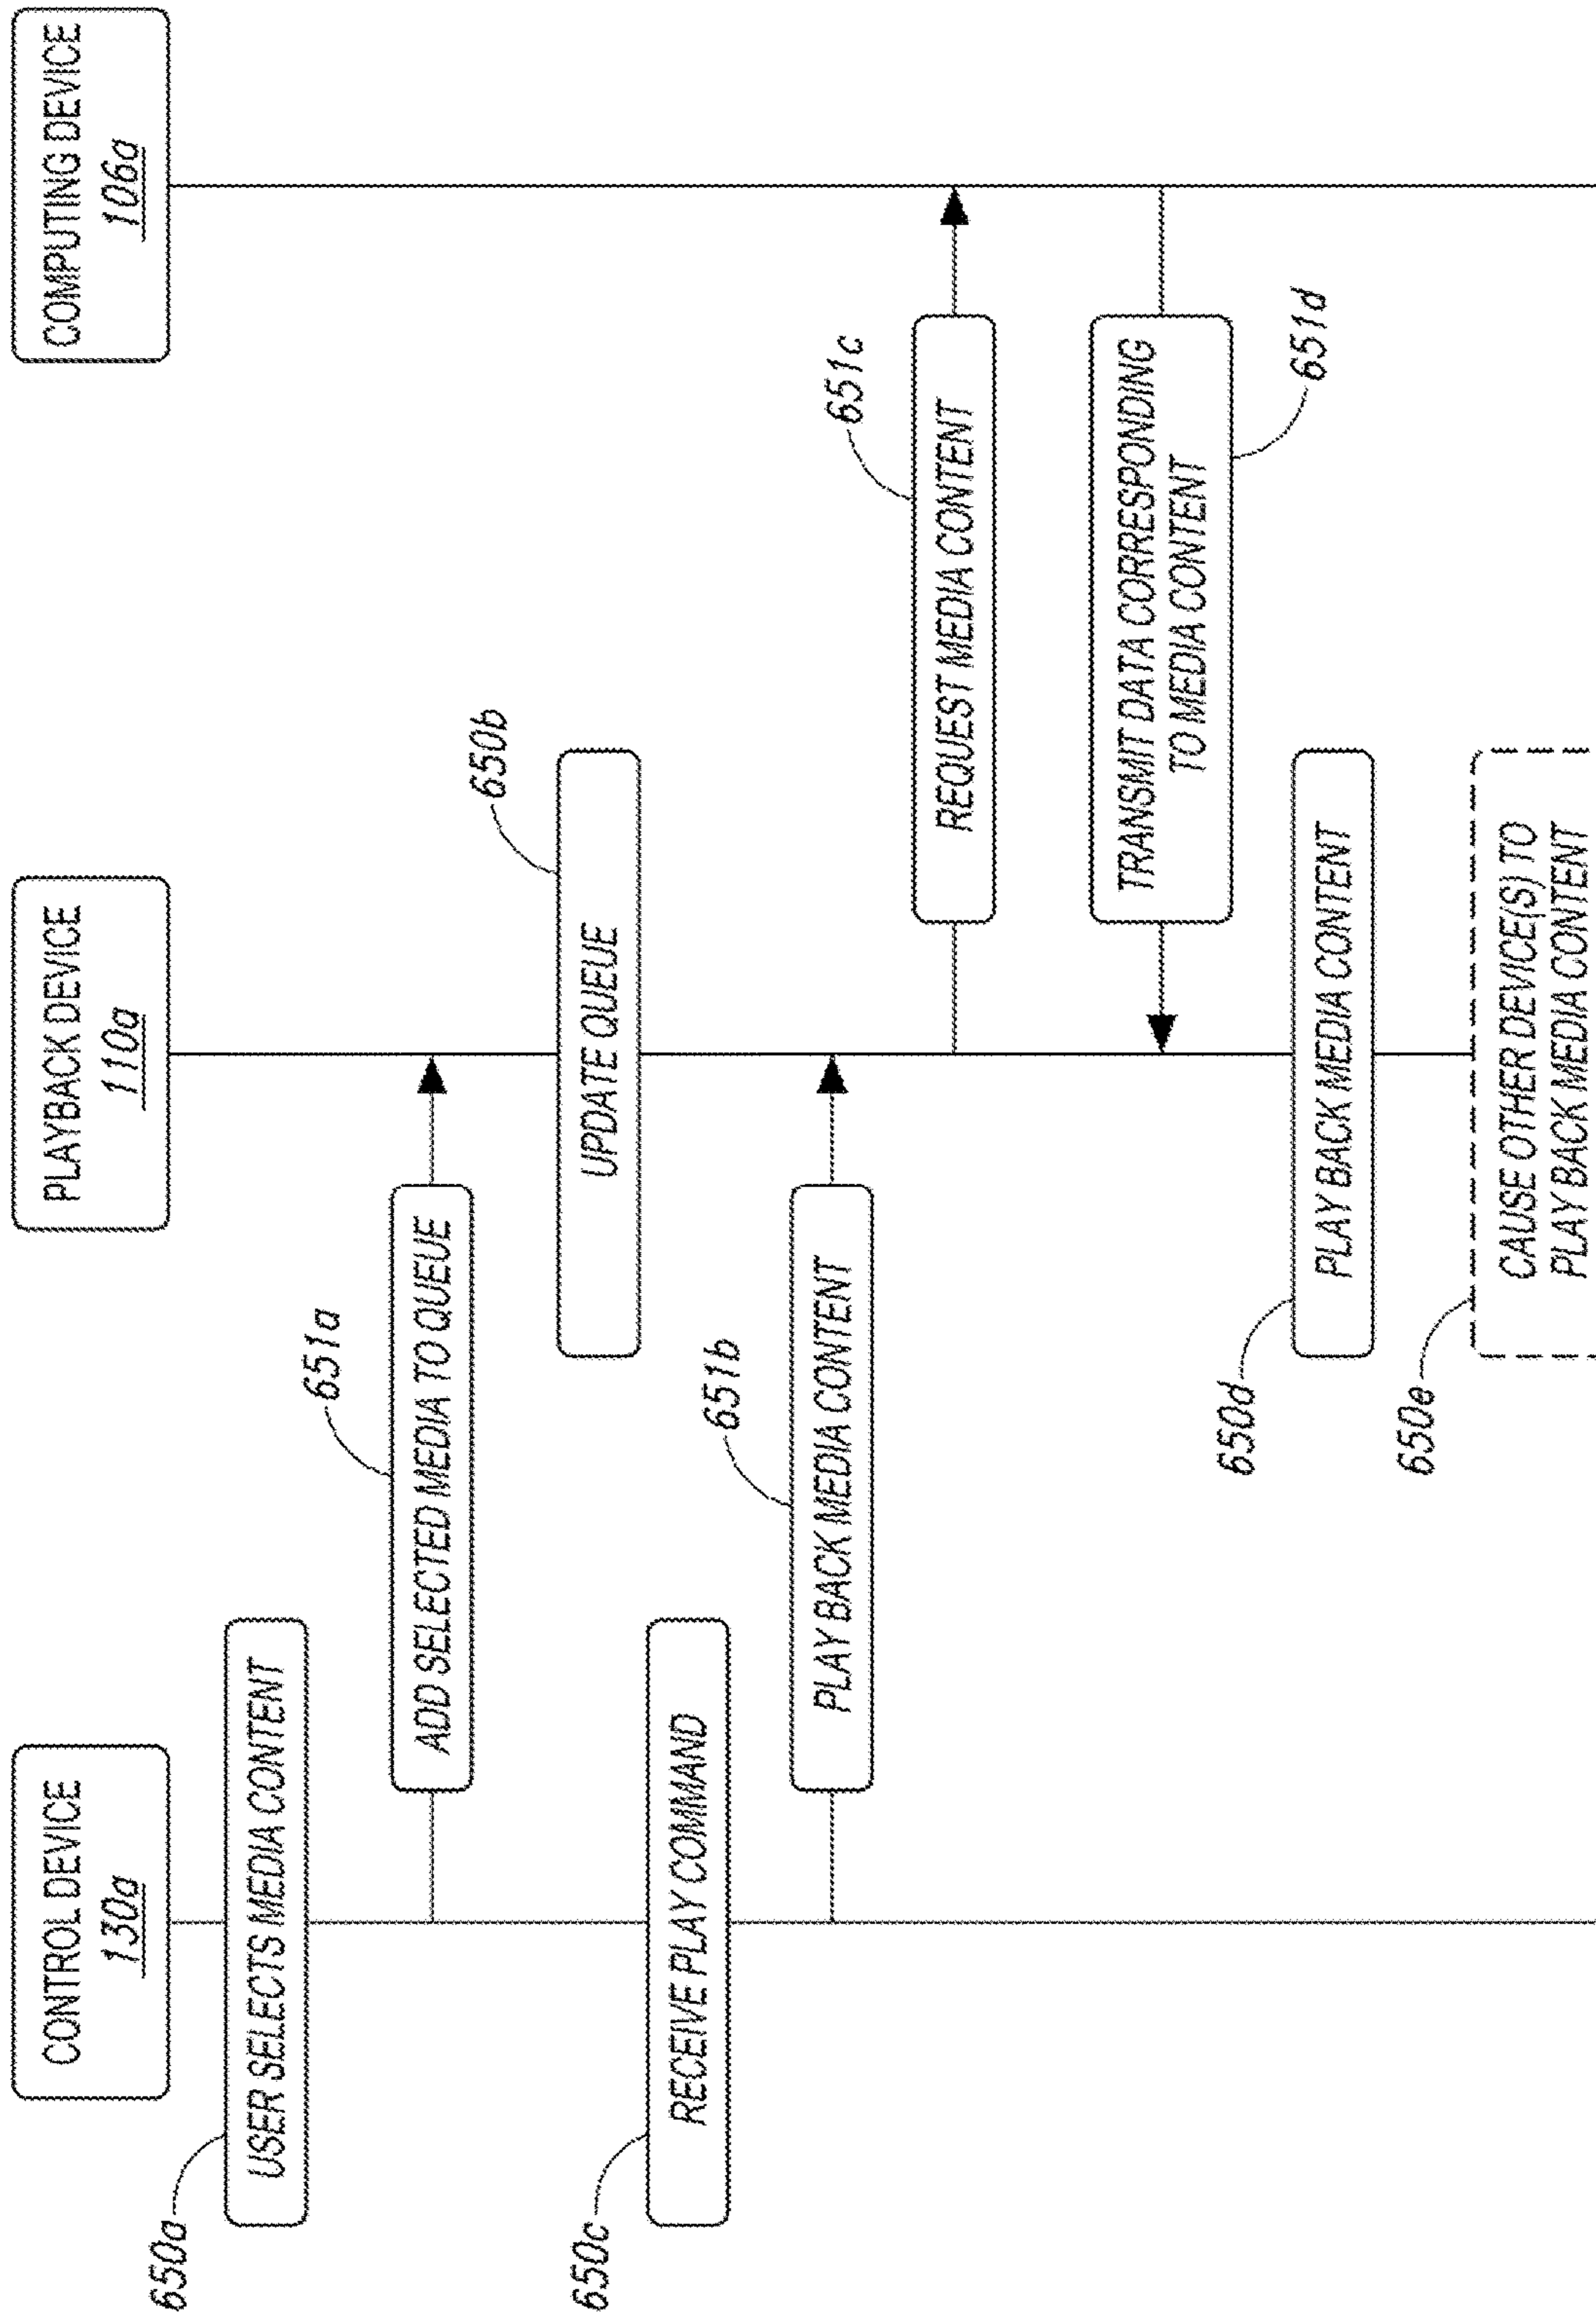 CONTROL DEVICE
130a
PLAYBACK DEVICE
110a
COMPUTING DEVICE
106a
650a
USER SELECTS MEDIA CONTENT
651a
ADD SELECTED MEDIA TO QUEUE
650b
UPDATE QUEUE
650c
RECEIVE PLAY COMMAND
651b
PLAY BACK MEDIA CONTENT
651c
REQUEST MEDIA CONTENT
TRANSMIT DATA CORRESPONDING
TO MEDIA CONTENT
651d
650d
PLAY BACK MEDIA CONTENT
650e
CAUSE OTHER DEVICE(S) TO
PLAY BACK MEDIA CONTENT